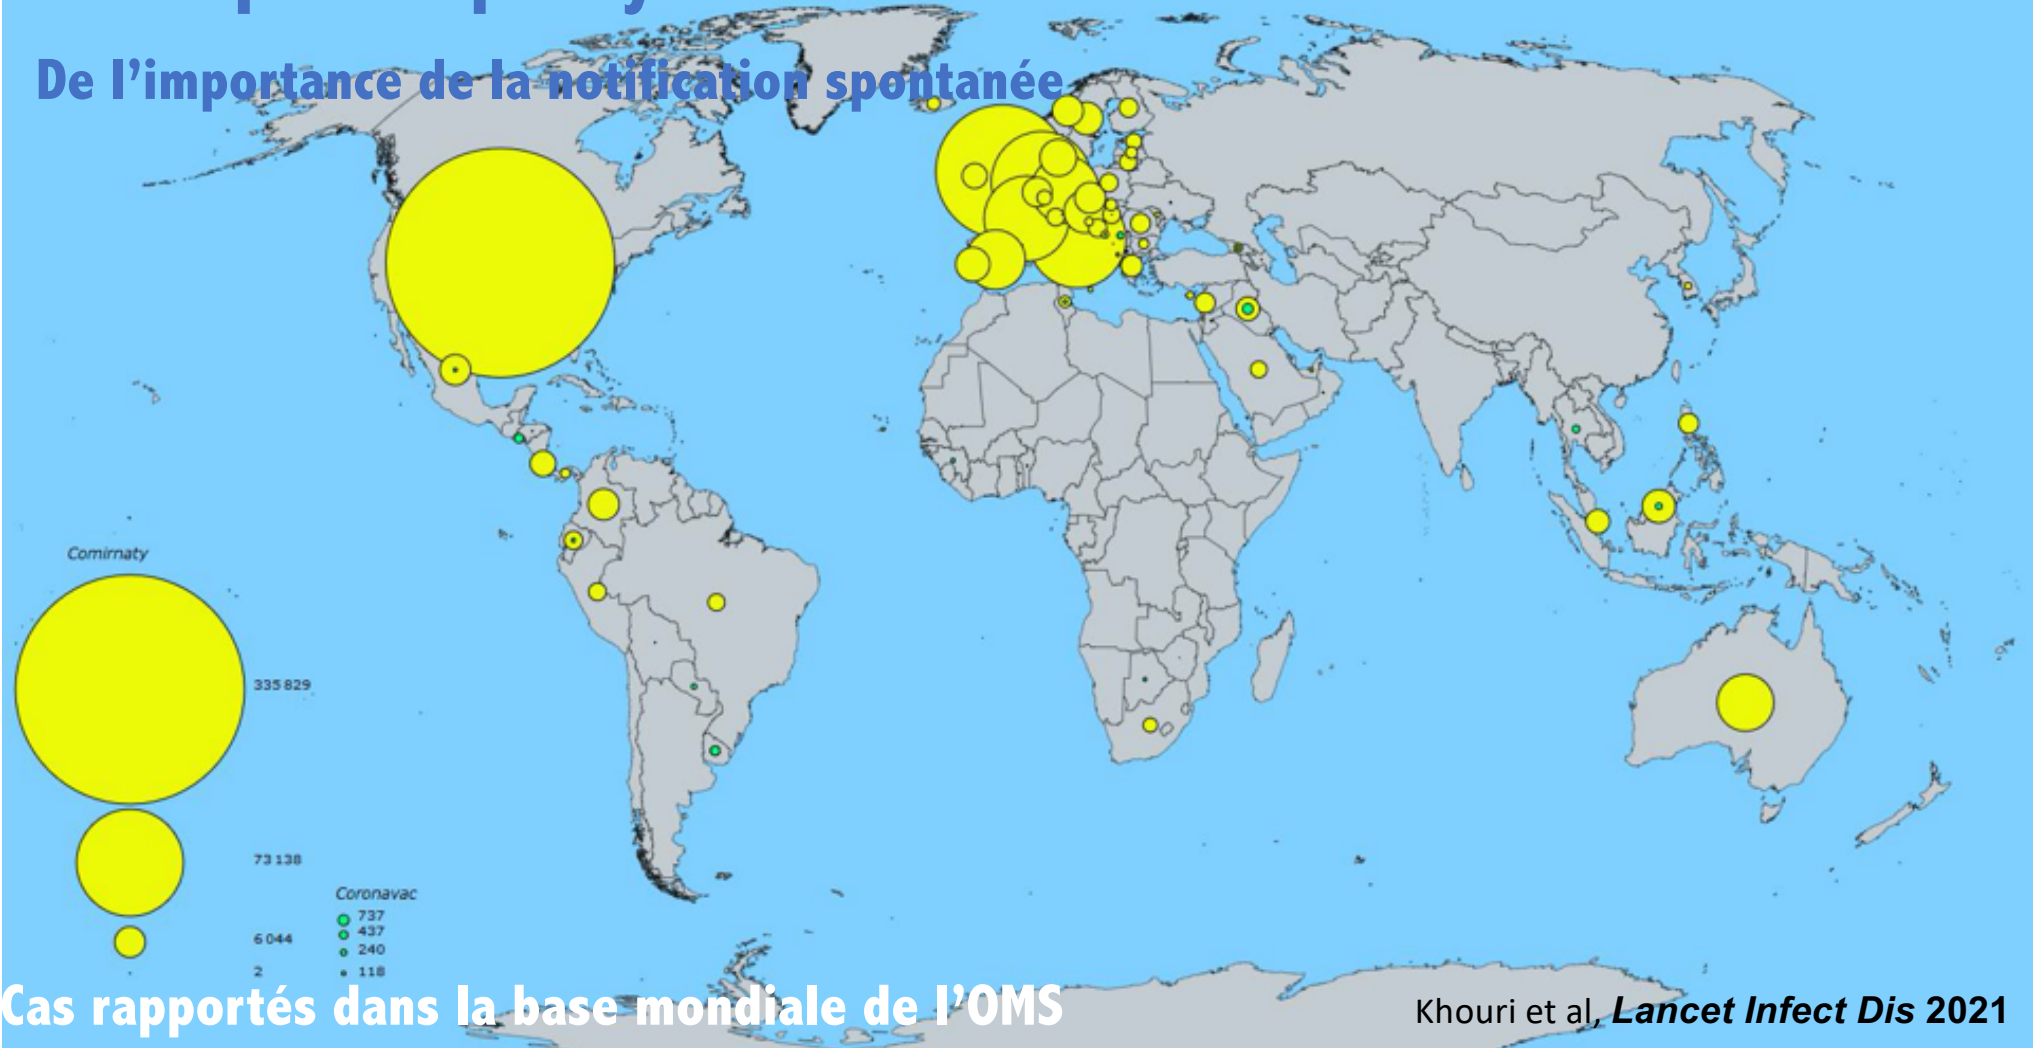 De l'importance de la notification spontanée
Comirnaty
335 829
73 138
6 044
2
Coronavac
737
437
240
118
Cas rapportés dans la base mondiale de l'OMS
Khouri et al, Lancet Infect Dis 2021